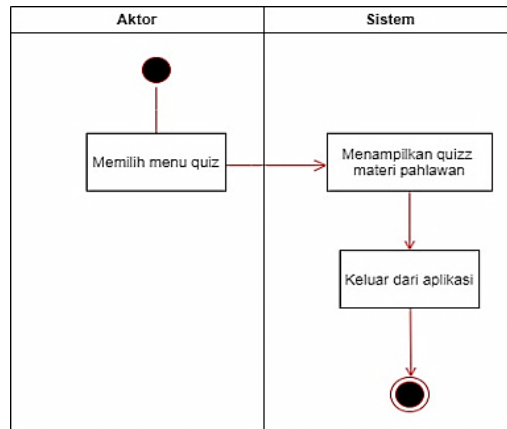 Aktor
Sistem
Memilih menu quiz
Menampilkan quizz
materi pahlawan
Keluar dari aplikasi